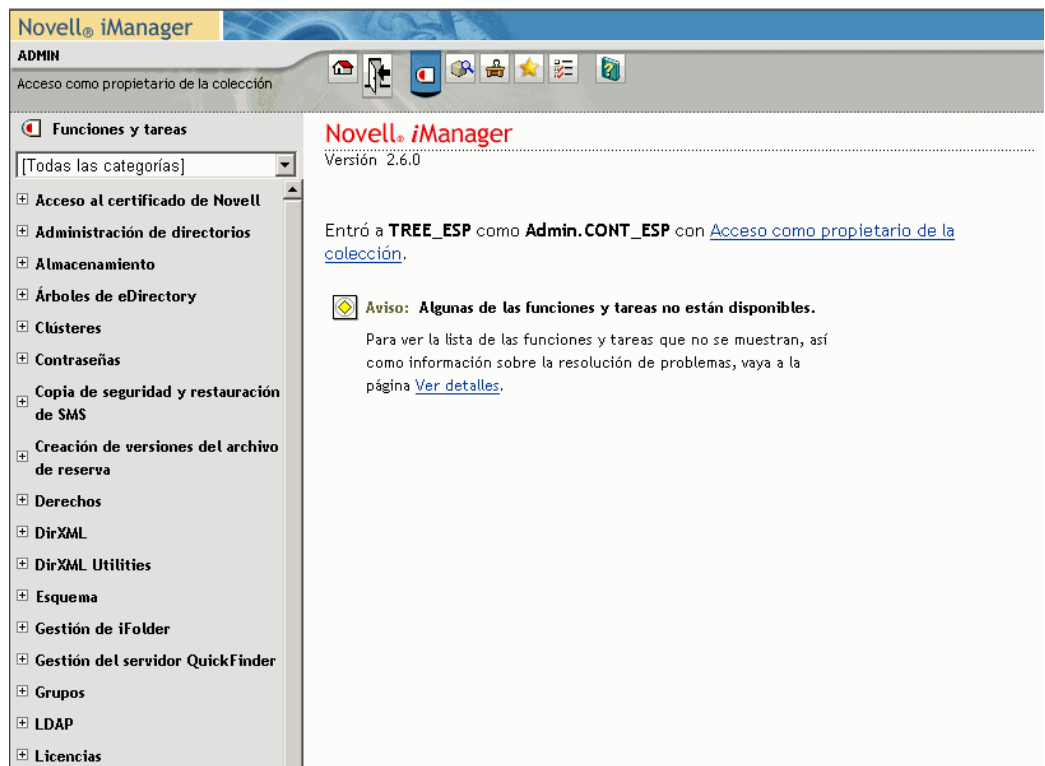 Novell® iManager
ADMIN
Acceso como propietario de la colección
Funciones y tareas
[Todas las categorías]
Acceso al certificado de Novell
Administración de directorios
Almacenamiento
Árboles de eDirectory
Clústeres
Contraseñas
Copia de seguridad y restauración
de SMS
Creación de versiones del archivo
de reserva
Derechos
DirXML
DirXML Utilities
Esquema
Gestión de iFolder
Gestión del servidor QuickFinder
Grupos
LDAP
Licencias
Novell® iManager
Versión 2.6.0
Entró a TREE_ESP como Admin.CONT_ESP con Acceso como propietario de la
colección.
Aviso: Algunas de las funciones y tareas no están disponibles.
Para ver la lista de las funciones y tareas que no se muestran, así
como información sobre la resolución de problemas, vaya a la
página Ver detalles.